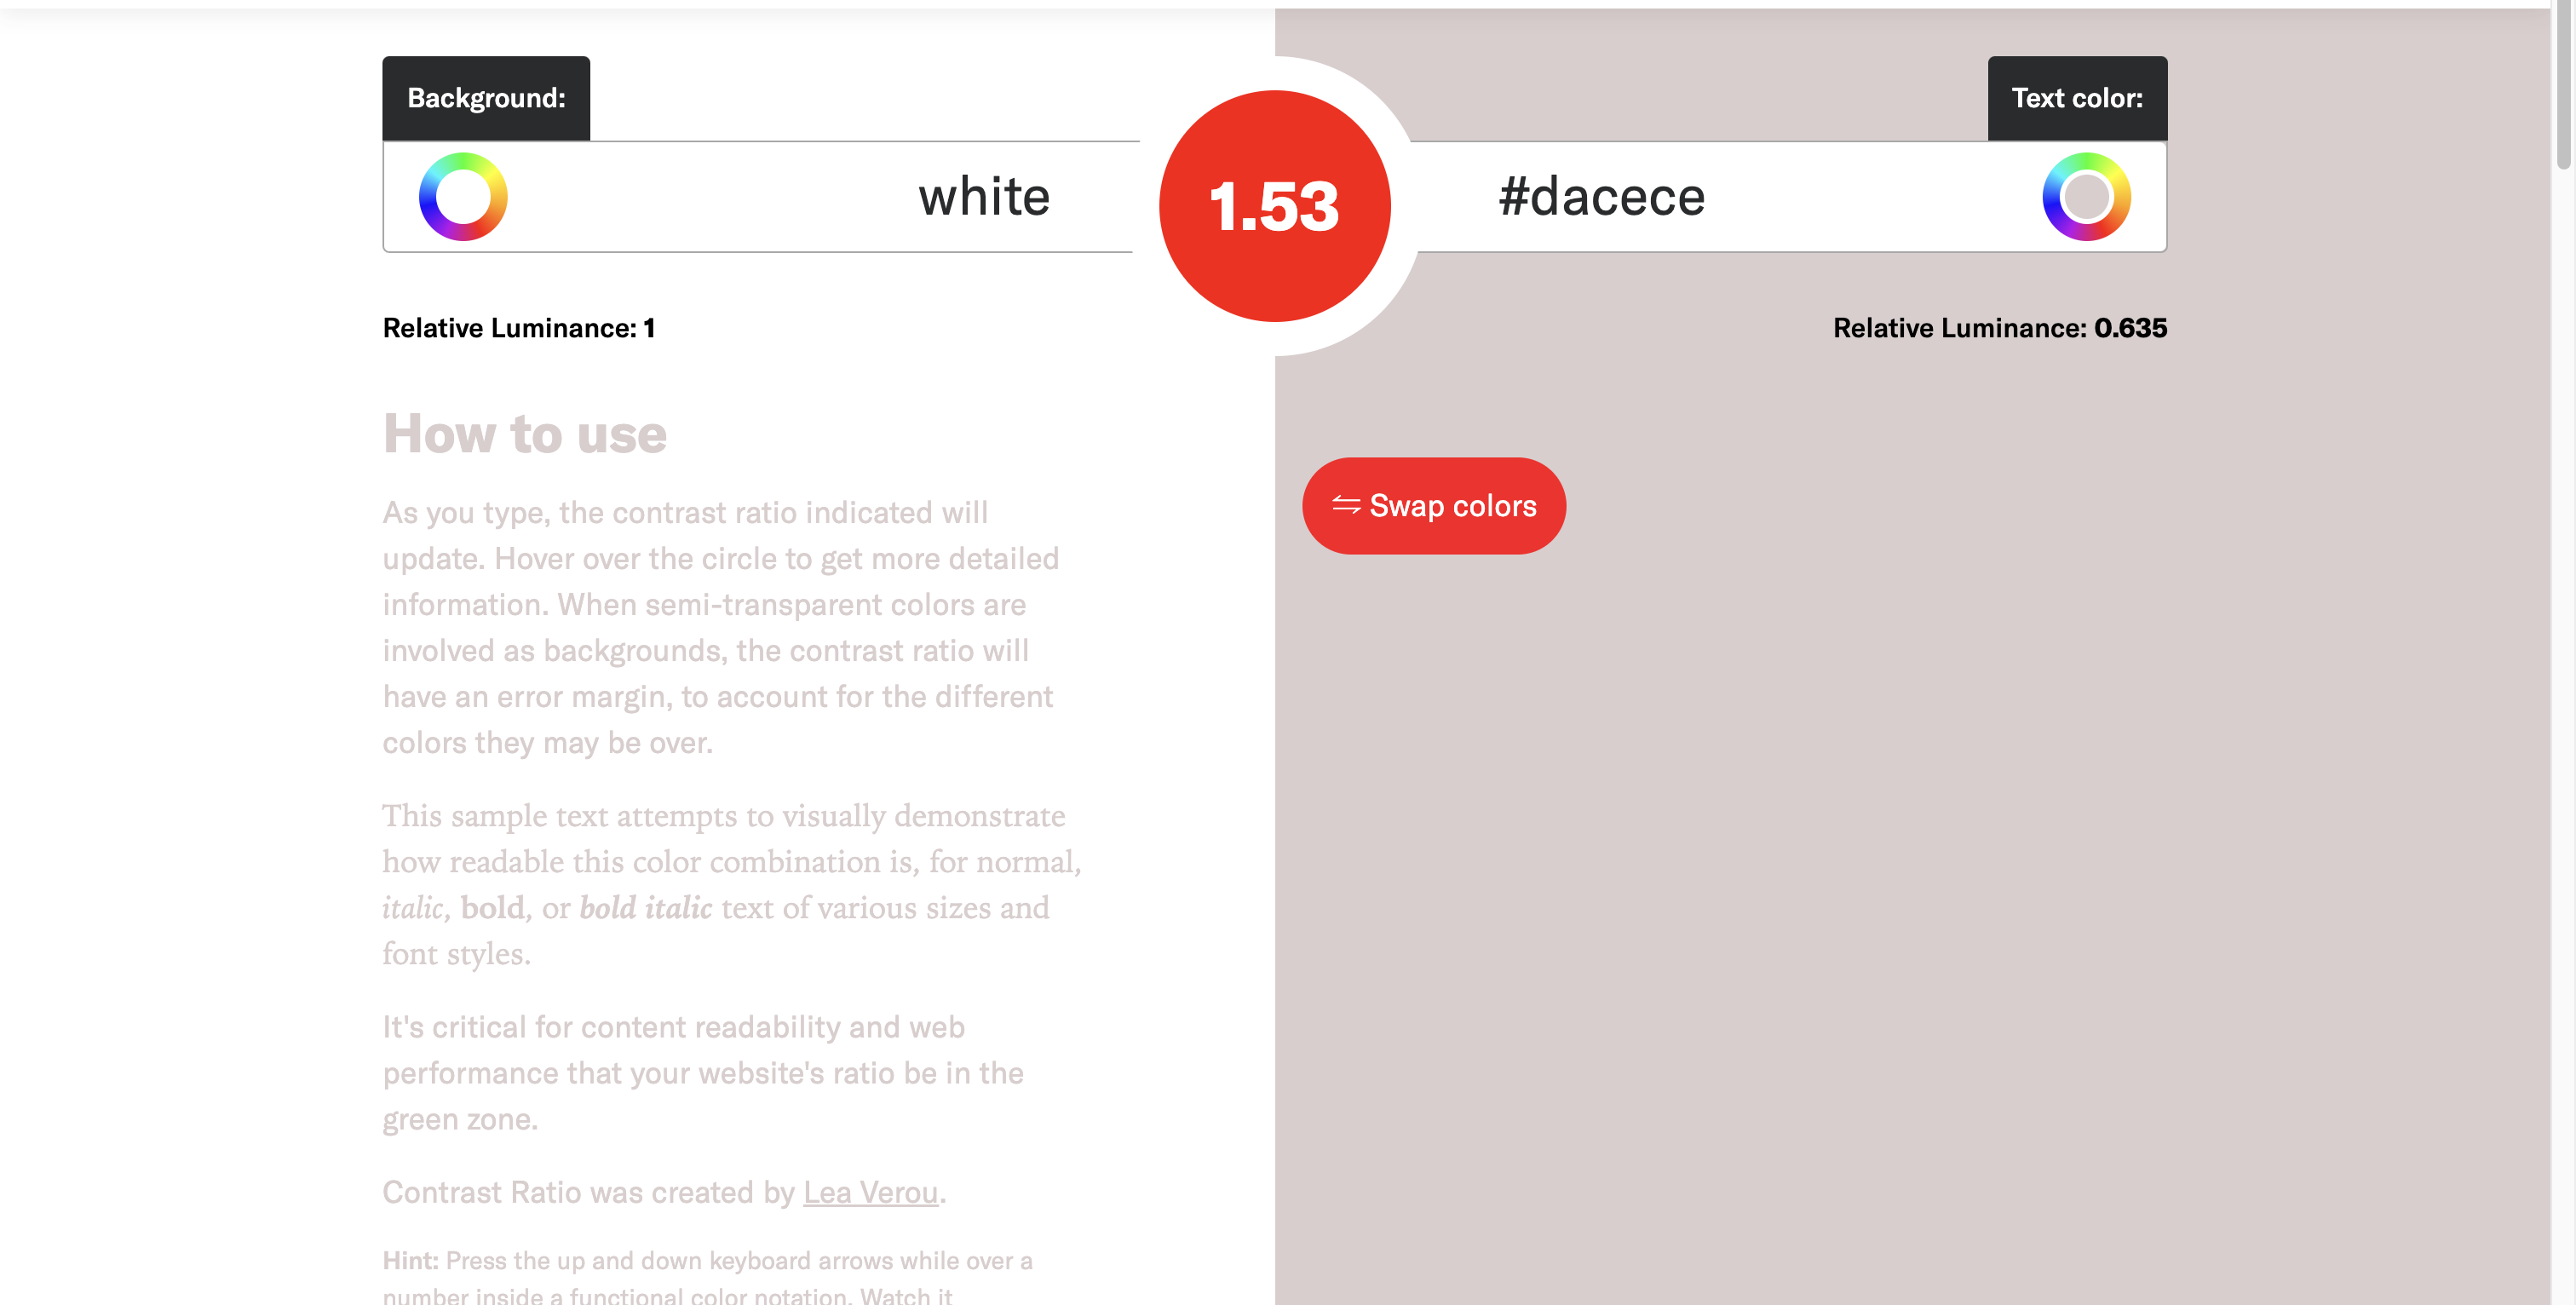 Background:
Text color:
white
1.53
#dacece
Relative Luminance: 1
Relative Luminance: 0.635
How to use
⇋ Swap colors
As you type, the contrast ratio indicated will
update. Hover over the circle to get more detailed
information. When semi-transparent colors are
involved as backgrounds, the contrast ratio will
have an error margin, to account for the different
colors they may be over.
This sample text attempts to visually demonstrate
how readable this color combination is, for normal,
italic, bold, or bold italic text of various sizes and
font styles.
It's critical for content readability and web
performance that your website's ratio be in the
green zone.
Contrast Ratio was created by Lea Verou.
Hint: Press the up and down keyboard arrows while over a
number inside a functional color notation. Watch it